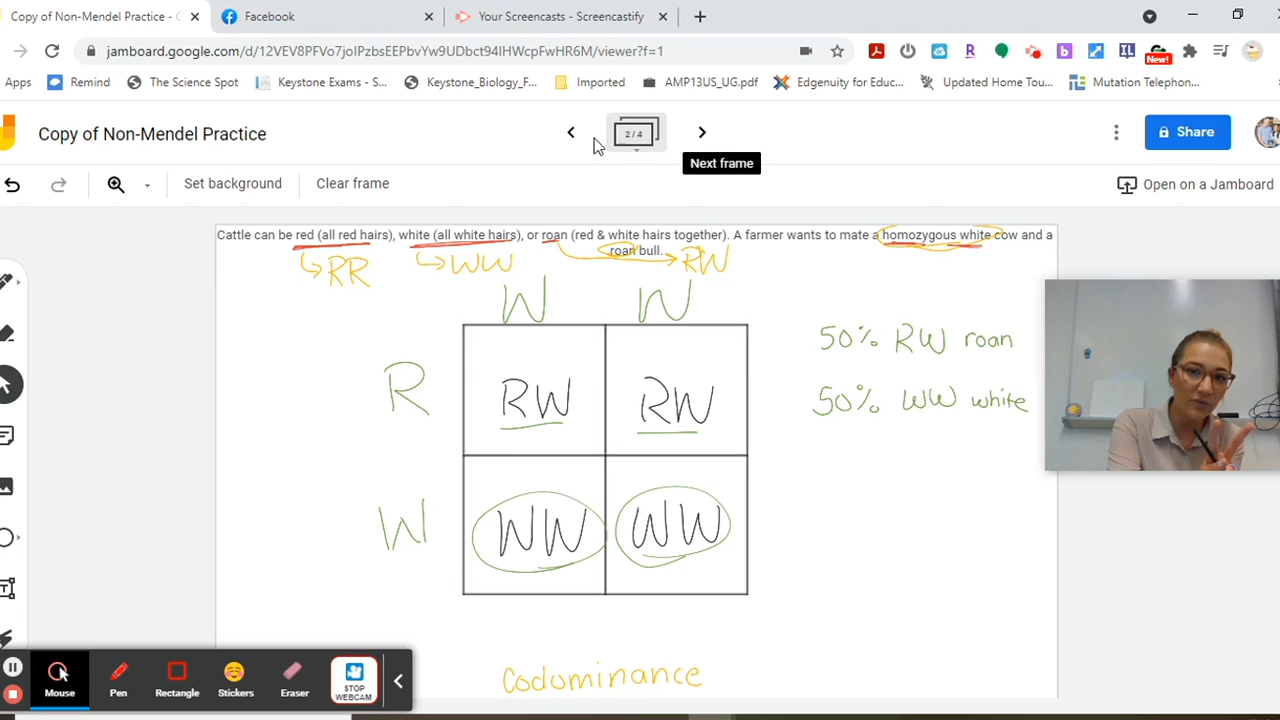 Copy of Non-Mendel Practice - G
Facebook
Your Screencasts - Screencastify
jamboard.google.com/d/12VEV8PFVo7joIPzbsEEPbvYw9UDbct94IHWcpFwHR6M/viewer?f=1
New!
Apps
Remind
The Science Spot
Keystone Exams - S...
Keystone_Biology_F...
Imported
AMP13US_UG.pdf
Edgenuity for Educ...
Updated Home Tou...
Mutation Telephon...
Copy of Non-Mendel Practice
2 / 4
Share
Next frame
Set background
Clear frame
Open on a Jamboard
Cattle can be red (all red hairs), white (all white hairs), or roan (red & white hairs together). A farmer wants to mate a homozygous white cow and a
roan bull.
RR
WW
RW
W W
R RW RW
W WW WW
50% RW roan
50% WW white
Codominance
Mouse
Pen
Rectangle
Stickers
Eraser
STOP
WEBCAM